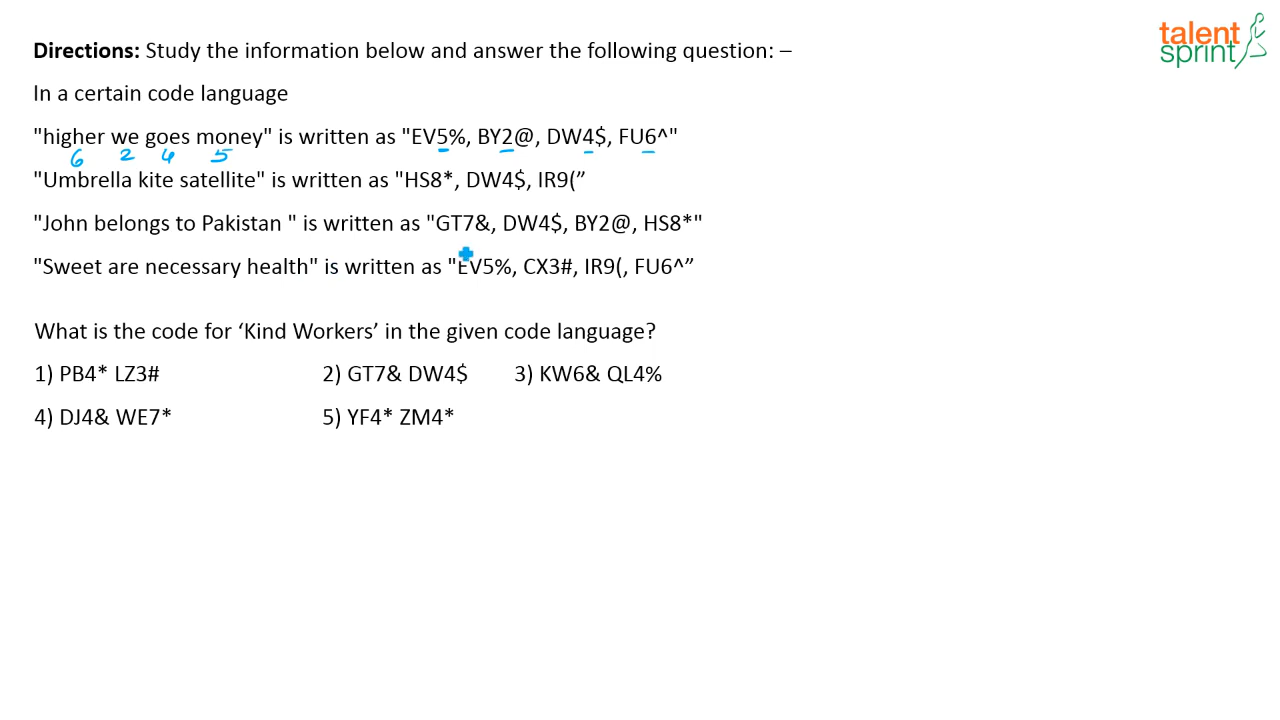 talent
sprint
Directions: Study the information below and answer the following question: –
In a certain code language
"higher we goes money" is written as "EV5%, BY2@, DW4$, FU6^"
6 2 4 5
"Umbrella kite satellite" is written as "HS8*, DW4$, IR9(”
"John belongs to Pakistan " is written as "GT7&, DW4$, BY2@, HS8*"
"Sweet are necessary health" is written as "EV5%, CX3#, IR9(, FU6^”
What is the code for ‘Kind Workers’ in the given code language?
1) PB4* LZ3# 2) GT7& DW4$ 3) KW6& QL4%
4) DJ4& WE7* 5) YF4* ZM4*